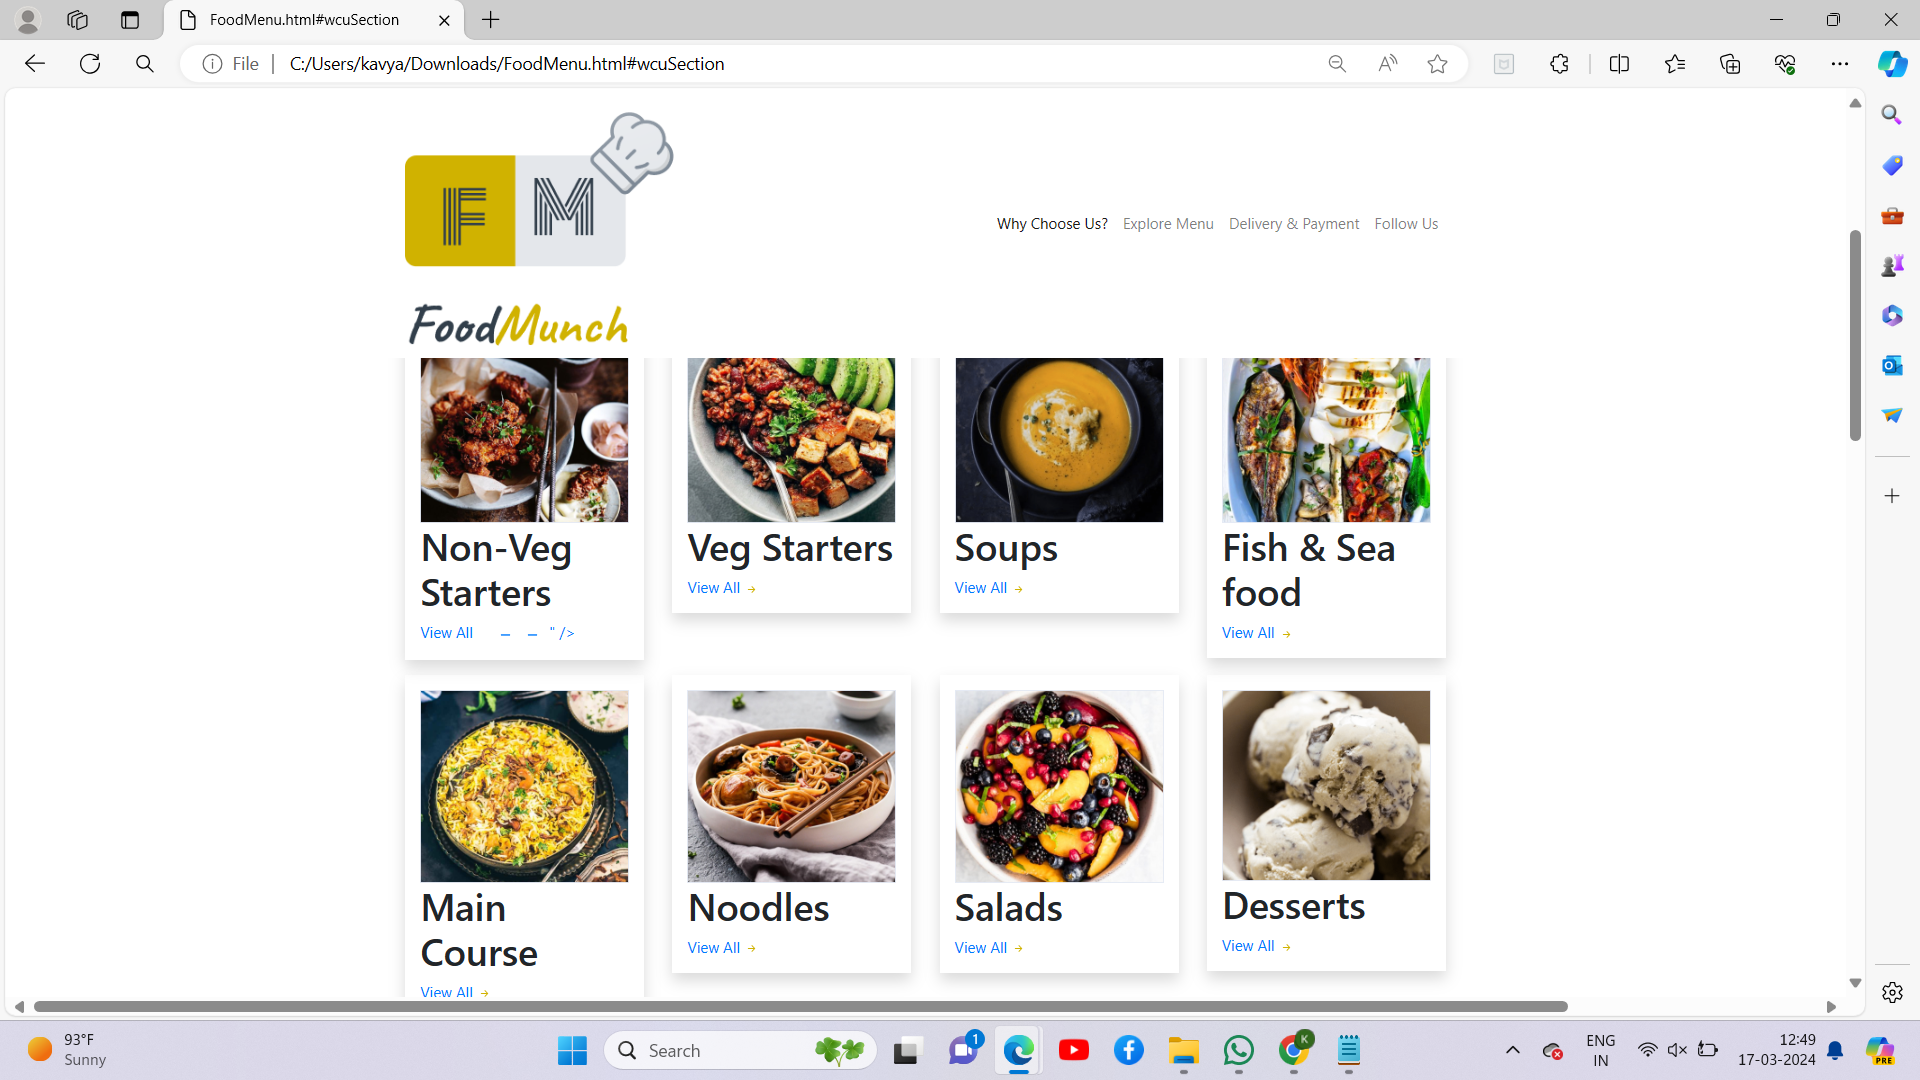 FoodMenu.html#wcuSection
File
C:/Users/kavya/Downloads/FoodMenu.html#wcuSection
F M
Why Choose Us? Explore Menu Delivery & Payment Follow Us
FoodMunch
Non-Veg
Starters
View All – – " />
Veg Starters
View All →
Soups
View All →
Fish & Sea
food
View All →
Main
Course
View All →
Noodles
View All →
Salads
View All →
Desserts
View All →
93°F
Sunny
Search
1
K
ENG
IN
12:49
17-03-2024
PRE